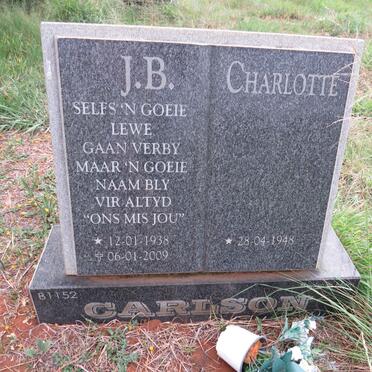 J.B.
SELFS 'N GOEIE
LEWE
GAAN VERBY
MAAR 'N GOEIE
NAAM BLY
VIR ALTYD
"ONS MIS JOU"
★ 12-01-1938
✞ 06-01-2009
CHARLOTTE
★ 28-04-1948
B1152
CARLSON